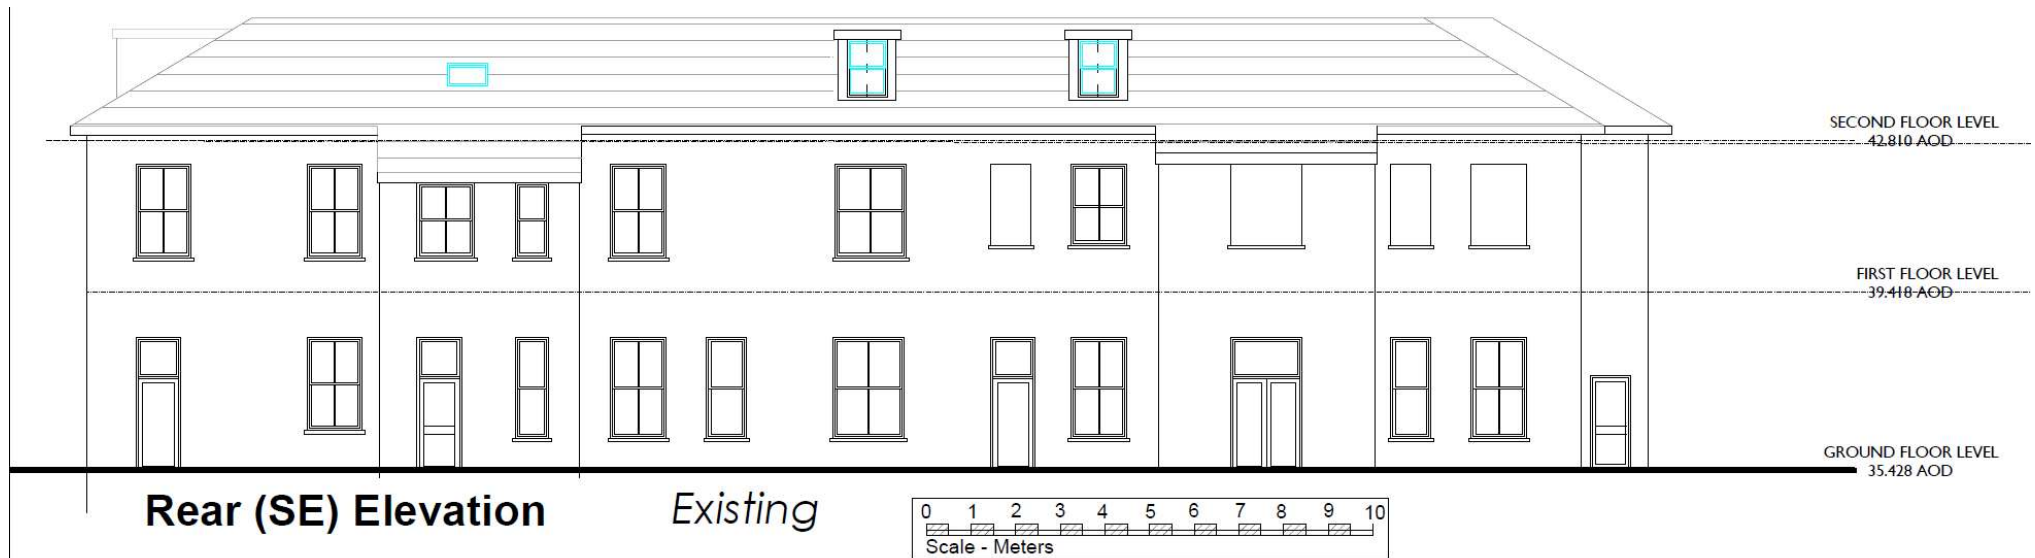 SECOND FLOOR LEVEL
42.810 AOD
FIRST FLOOR LEVEL
39.418 AOD
GROUND FLOOR LEVEL
35.428 AOD
Rear (SE) Elevation
Existing
0 1 2 3 4 5 6 7 8 9 10
Scale - Meters